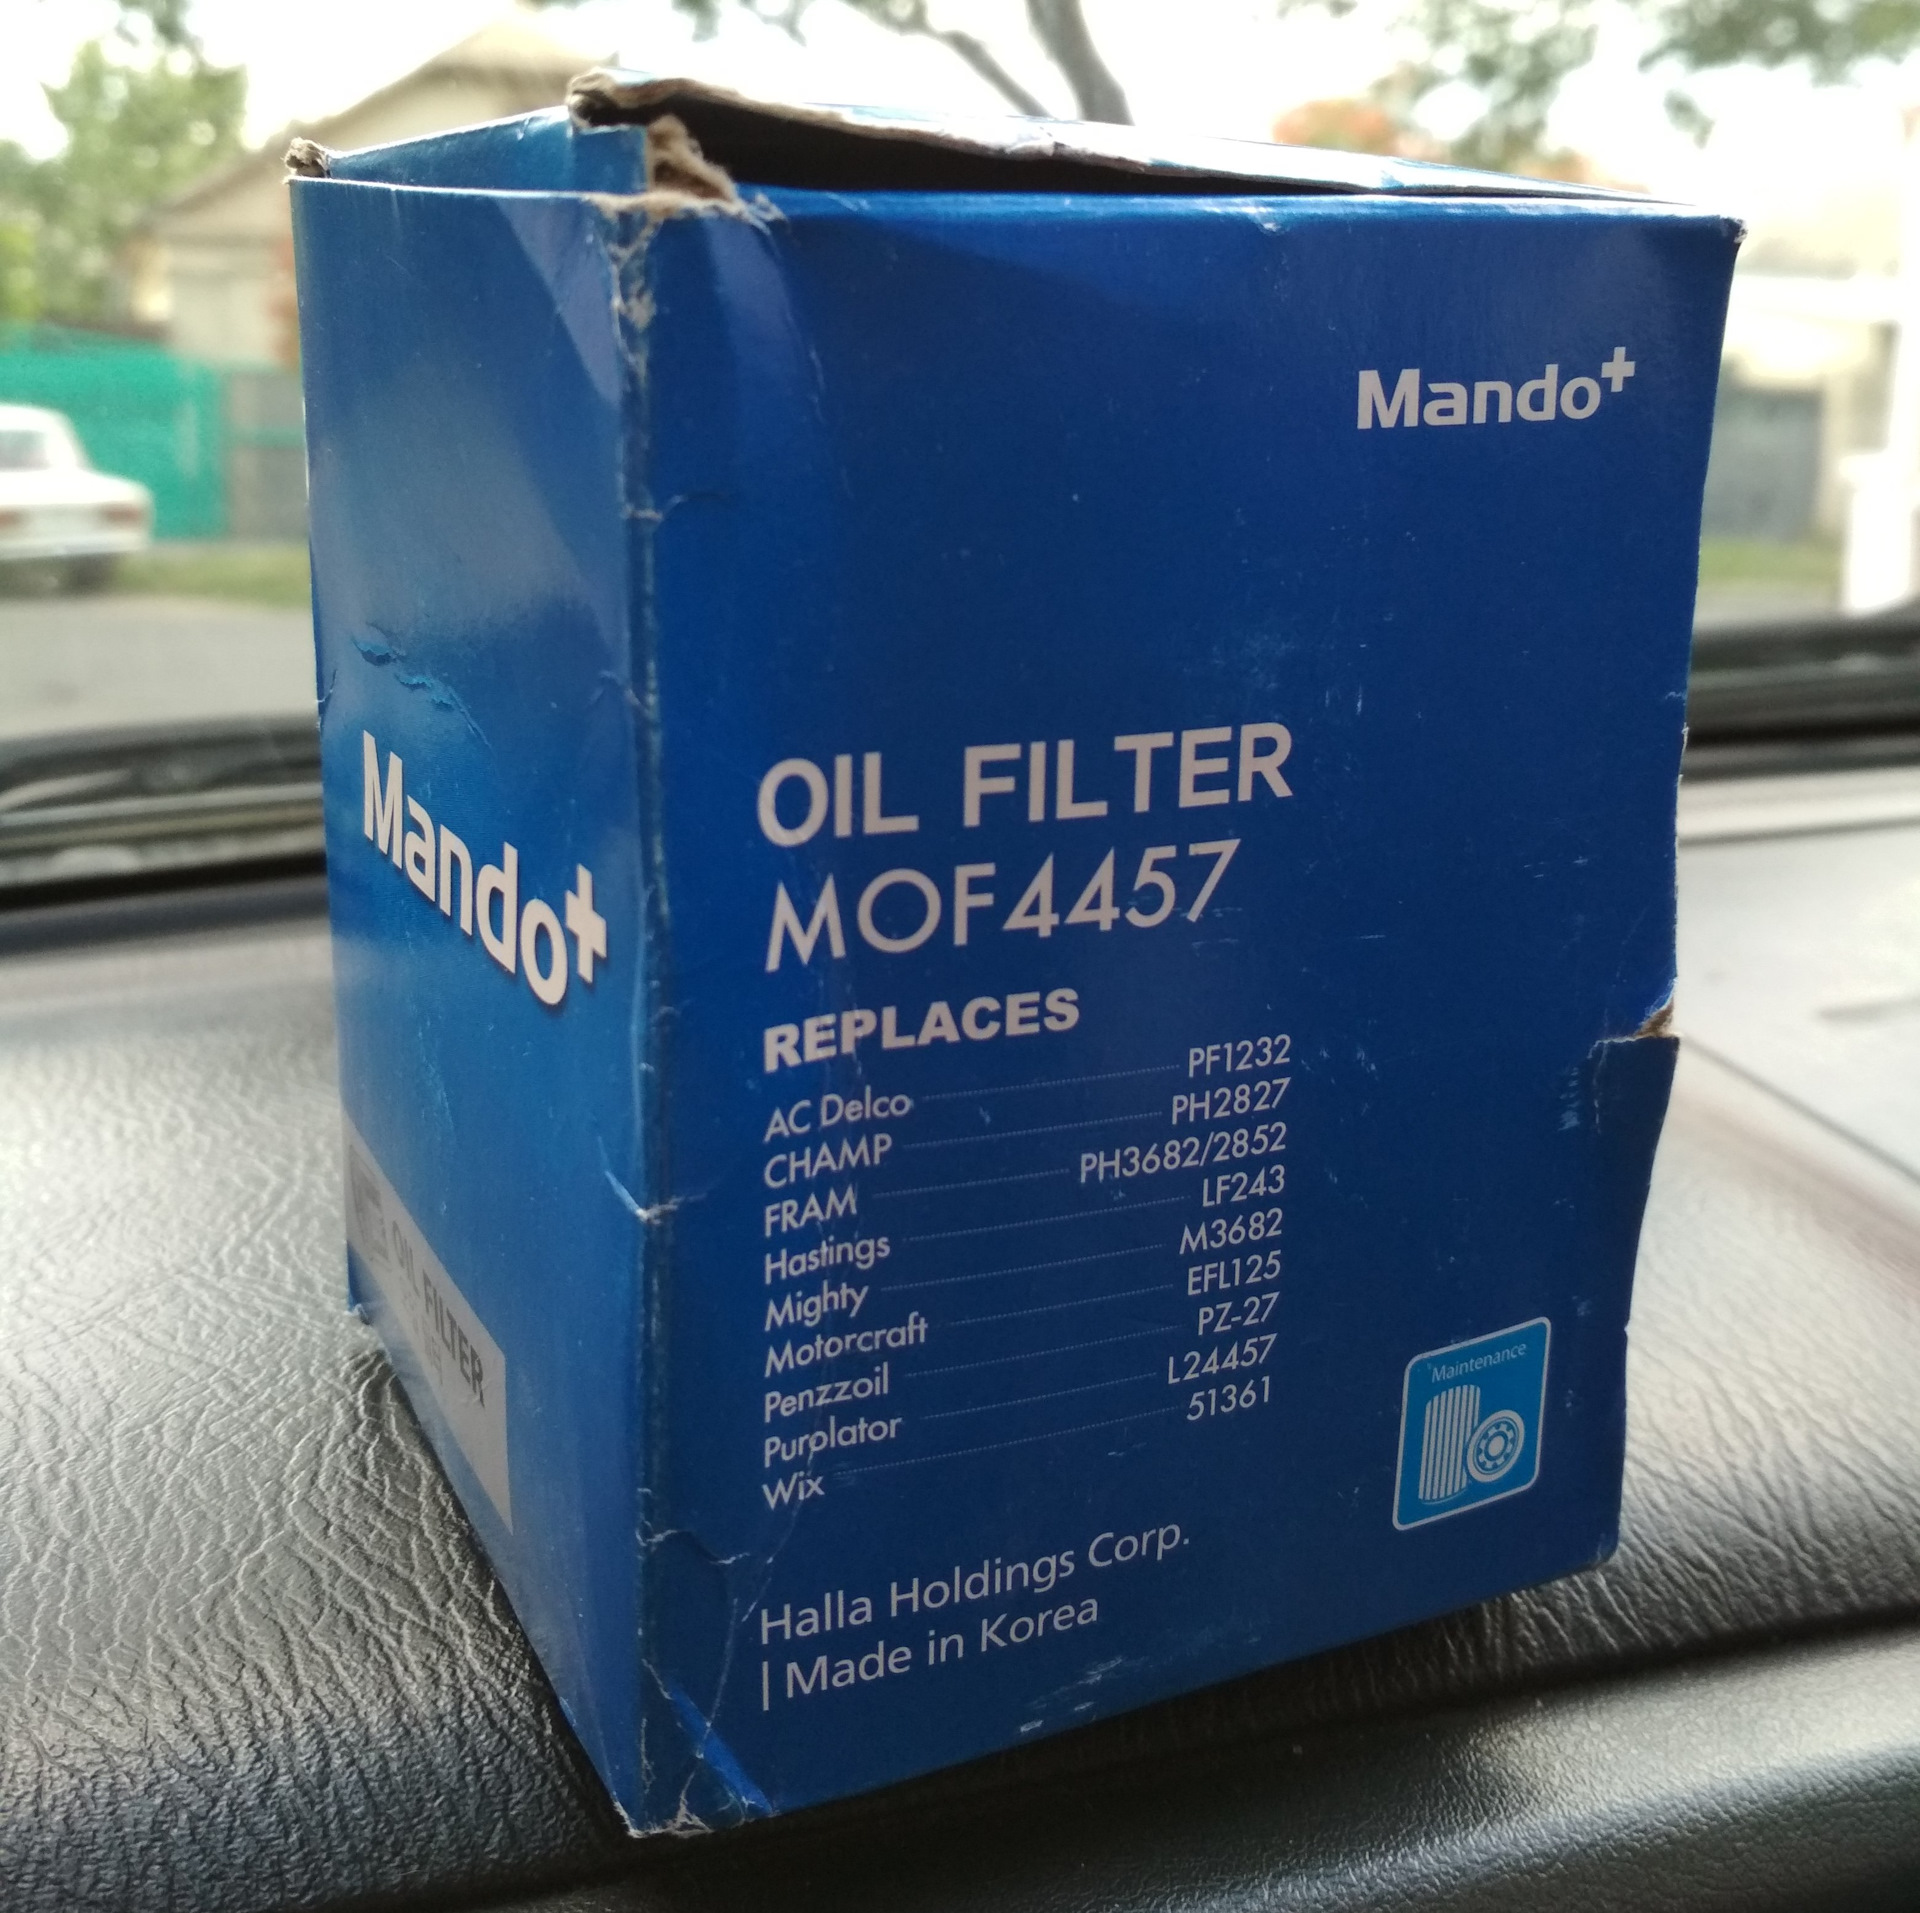 Mando+
OIL FILTER
Mando+
OIL FILTER
MOF4457
REPLACES
AC Delco PF1232
CHAMP PH2827
FRAM PH3682/2852
Hastings LF243
Mighty M3682
Motorcraft EFL125
Penzzoil PZ-27
Purolator L24457
Wix 51361
Maintenance
Halla Holdings Corp.
| Made in Korea